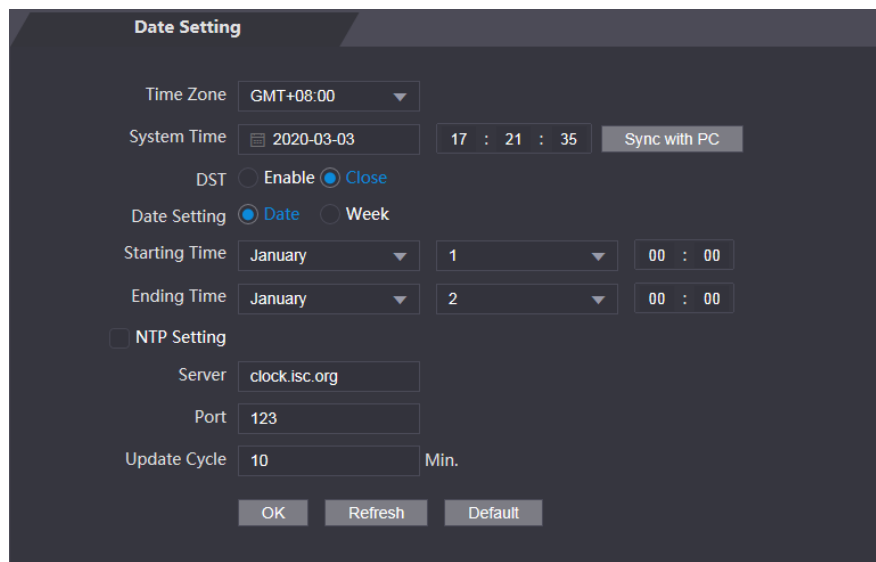 Date Setting
Time Zone GMT+08:00
System Time 2020-03-03 17 : 21 : 35 Sync with PC
DST Enable Close
Date Setting Date Week
Starting Time January 1 00 : 00
Ending Time January 2 00 : 00
NTP Setting
Server clock.isc.org
Port 123
Update Cycle 10 Min.
OK Refresh Default